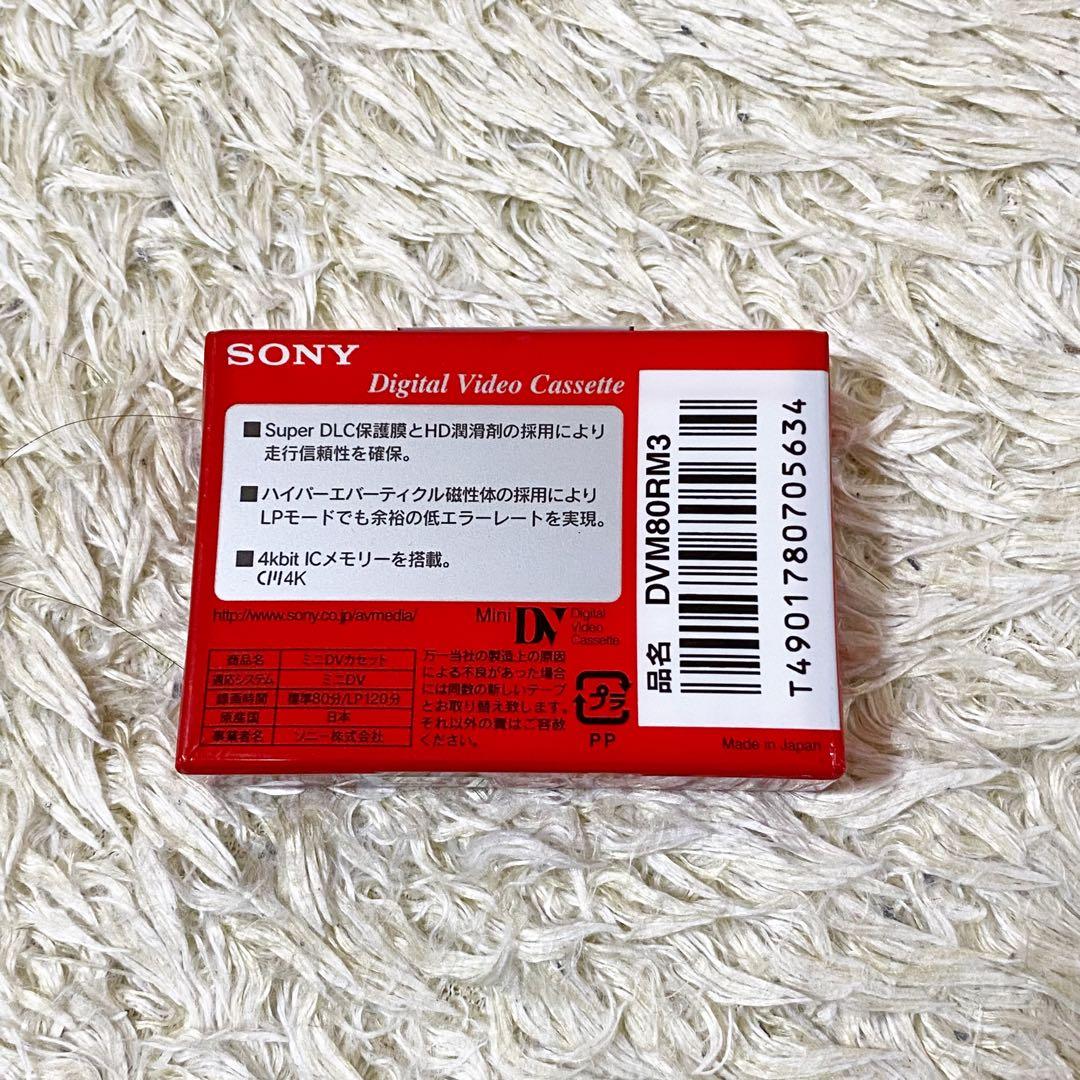 SONY
Digital Video Cassette
■Super DLC保護膜とHD潤滑剤の採用により
走行信頼性を確保。
■ハイパーエバーティクル磁性体の採用により
LPモードでも余裕の低エラーレートを実現。
■4kbit ICメモリーを搭載。
CM4K
http://www.sony.co.jp/avmedia/
Mini DV Digital
Video
Cassette
商品名 ミニDVカセット
適応システム ミニDV
録画時間 標準80分/LP120分
原産国 日本
事業者名 ソニー株式会社
万一当社の製造上の原因
による不良があった場合
には同数の新しいテープ
とお取り替え致します。
それ以外の責はご容赦
ください。
プラ
PP
品名 DVM80RM3
T4901780705634
Made in Japan